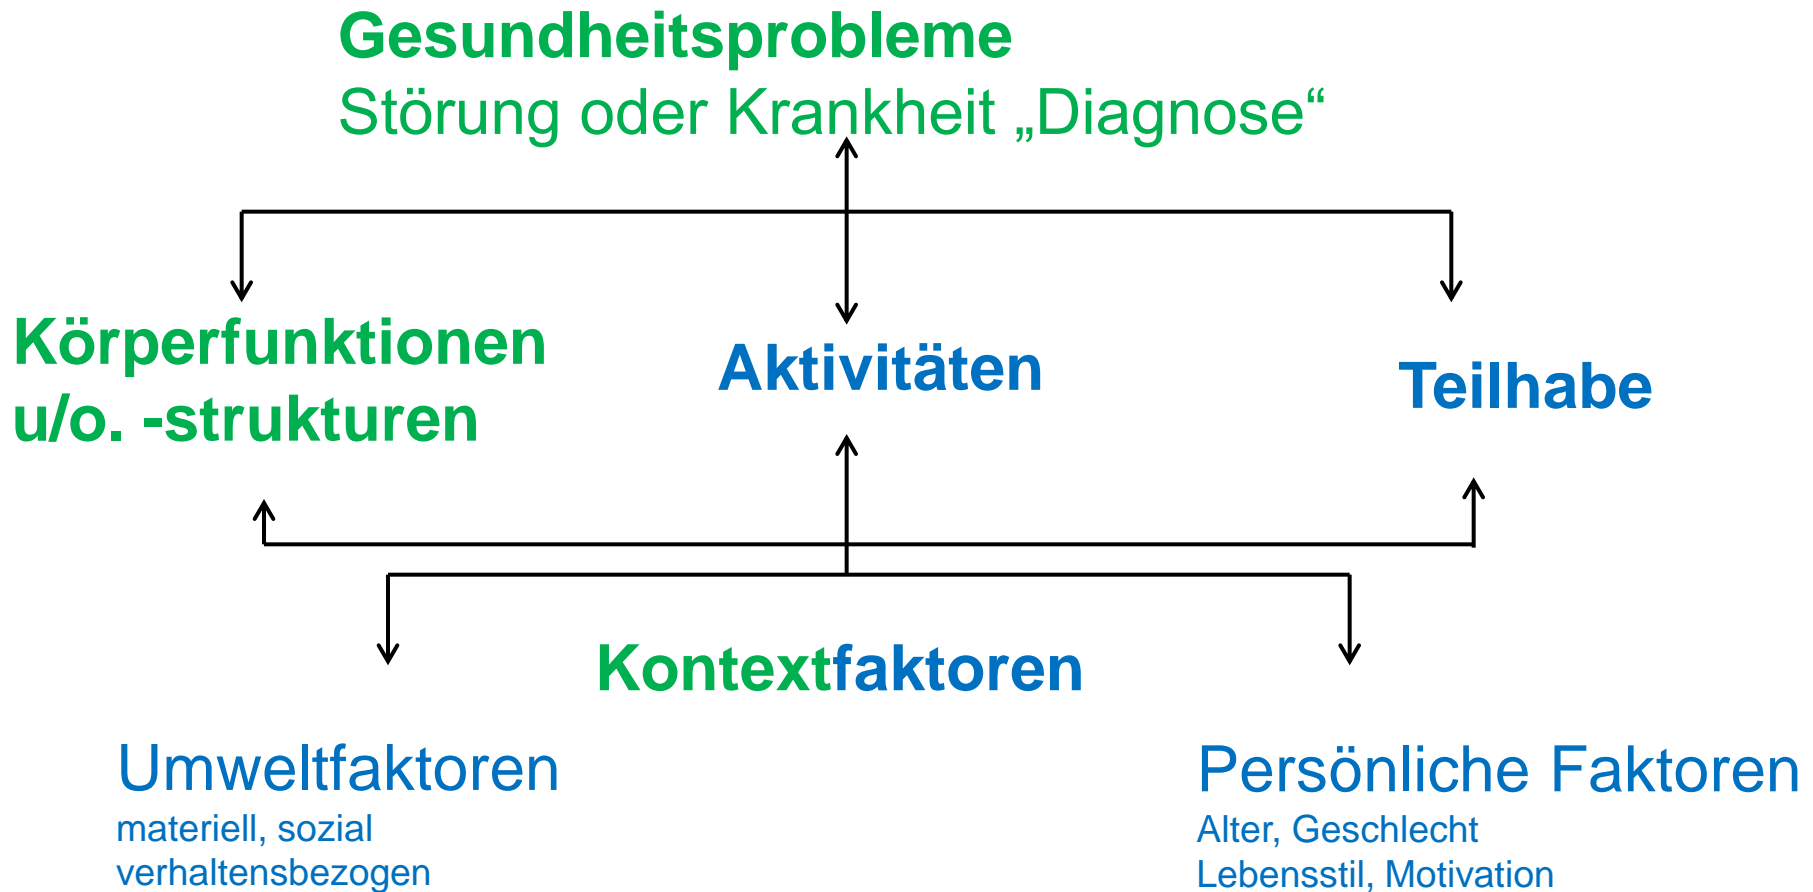 Gesundheitsprobleme
Störung oder Krankheit „Diagnose“
Körperfunktionen
u/o. -strukturen
Aktivitäten
Teilhabe
Kontextfaktoren
Umweltfaktoren
materiell, sozial
verhaltensbezogen
Persönliche Faktoren
Alter, Geschlecht
Lebensstil, Motivation